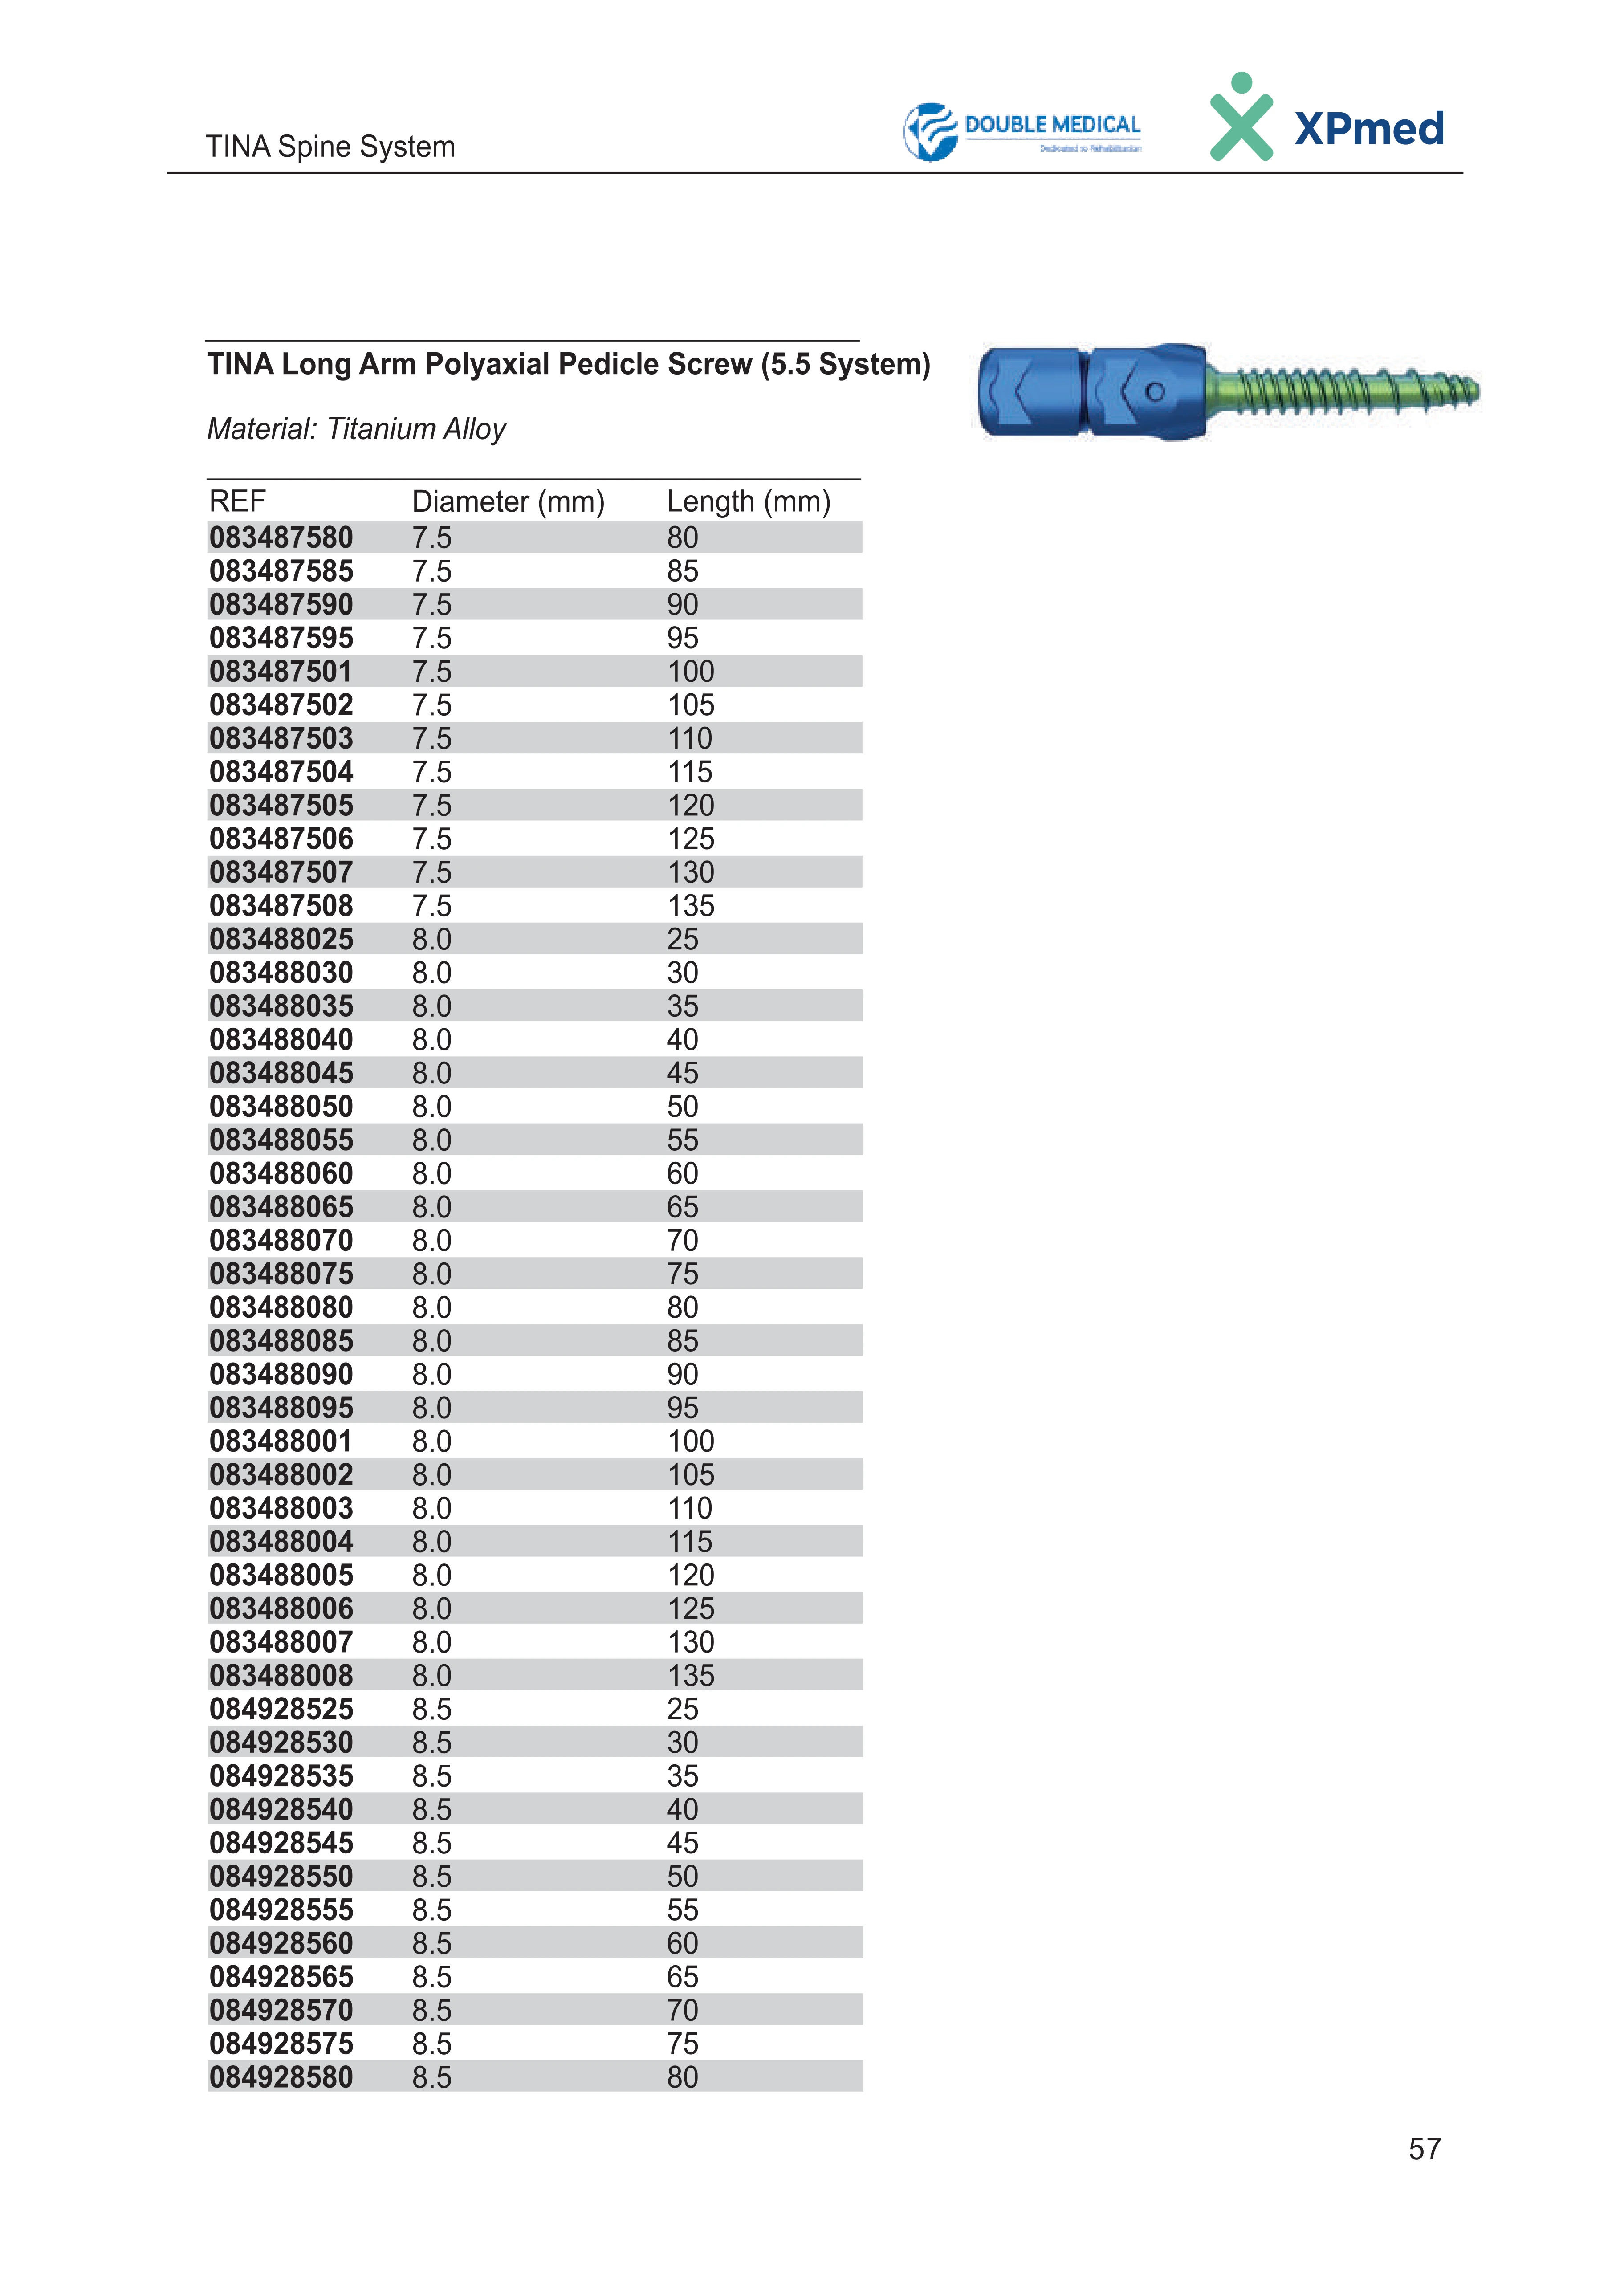 TINA Spine System
DOUBLE MEDICAL
Dedicated to Rehabilitation
XPmed
TINA Long Arm Polyaxial Pedicle Screw (5.5 System)
Material: Titanium Alloy
REF Diameter (mm) Length (mm)
083487580 7.5 80
083487585 7.5 85
083487590 7.5 90
083487595 7.5 95
083487501 7.5 100
083487502 7.5 105
083487503 7.5 110
083487504 7.5 115
083487505 7.5 120
083487506 7.5 125
083487507 7.5 130
083487508 7.5 135
083488025 8.0 25
083488030 8.0 30
083488035 8.0 35
083488040 8.0 40
083488045 8.0 45
083488050 8.0 50
083488055 8.0 55
083488060 8.0 60
083488065 8.0 65
083488070 8.0 70
083488075 8.0 75
083488080 8.0 80
083488085 8.0 85
083488090 8.0 90
083488095 8.0 95
083488001 8.0 100
083488002 8.0 105
083488003 8.0 110
083488004 8.0 115
083488005 8.0 120
083488006 8.0 125
083488007 8.0 130
083488008 8.0 135
084928525 8.5 25
084928530 8.5 30
084928535 8.5 35
084928540 8.5 40
084928545 8.5 45
084928550 8.5 50
084928555 8.5 55
084928560 8.5 60
084928565 8.5 65
084928570 8.5 70
084928575 8.5 75
084928580 8.5 80
57